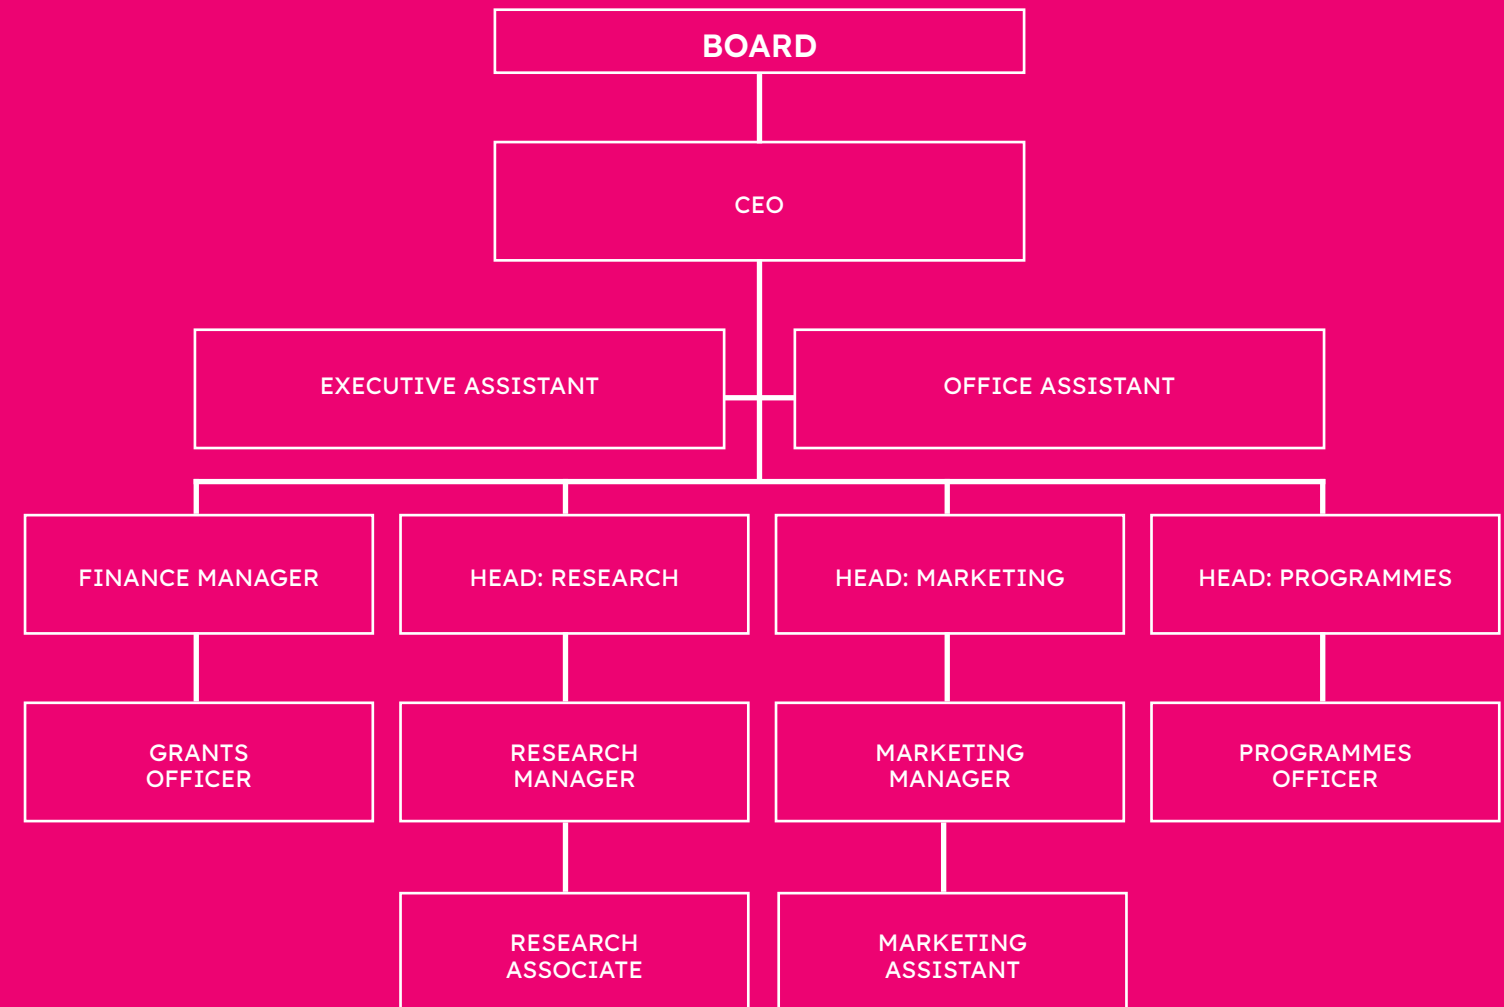 BOARD
CEO
EXECUTIVE ASSISTANT
OFFICE ASSISTANT
FINANCE MANAGER
HEAD: RESEARCH
HEAD: MARKETING
HEAD: PROGRAMMES
GRANTS
OFFICER
RESEARCH
MANAGER
MARKETING
MANAGER
PROGRAMMES
OFFICER
RESEARCH
ASSOCIATE
MARKETING
ASSISTANT